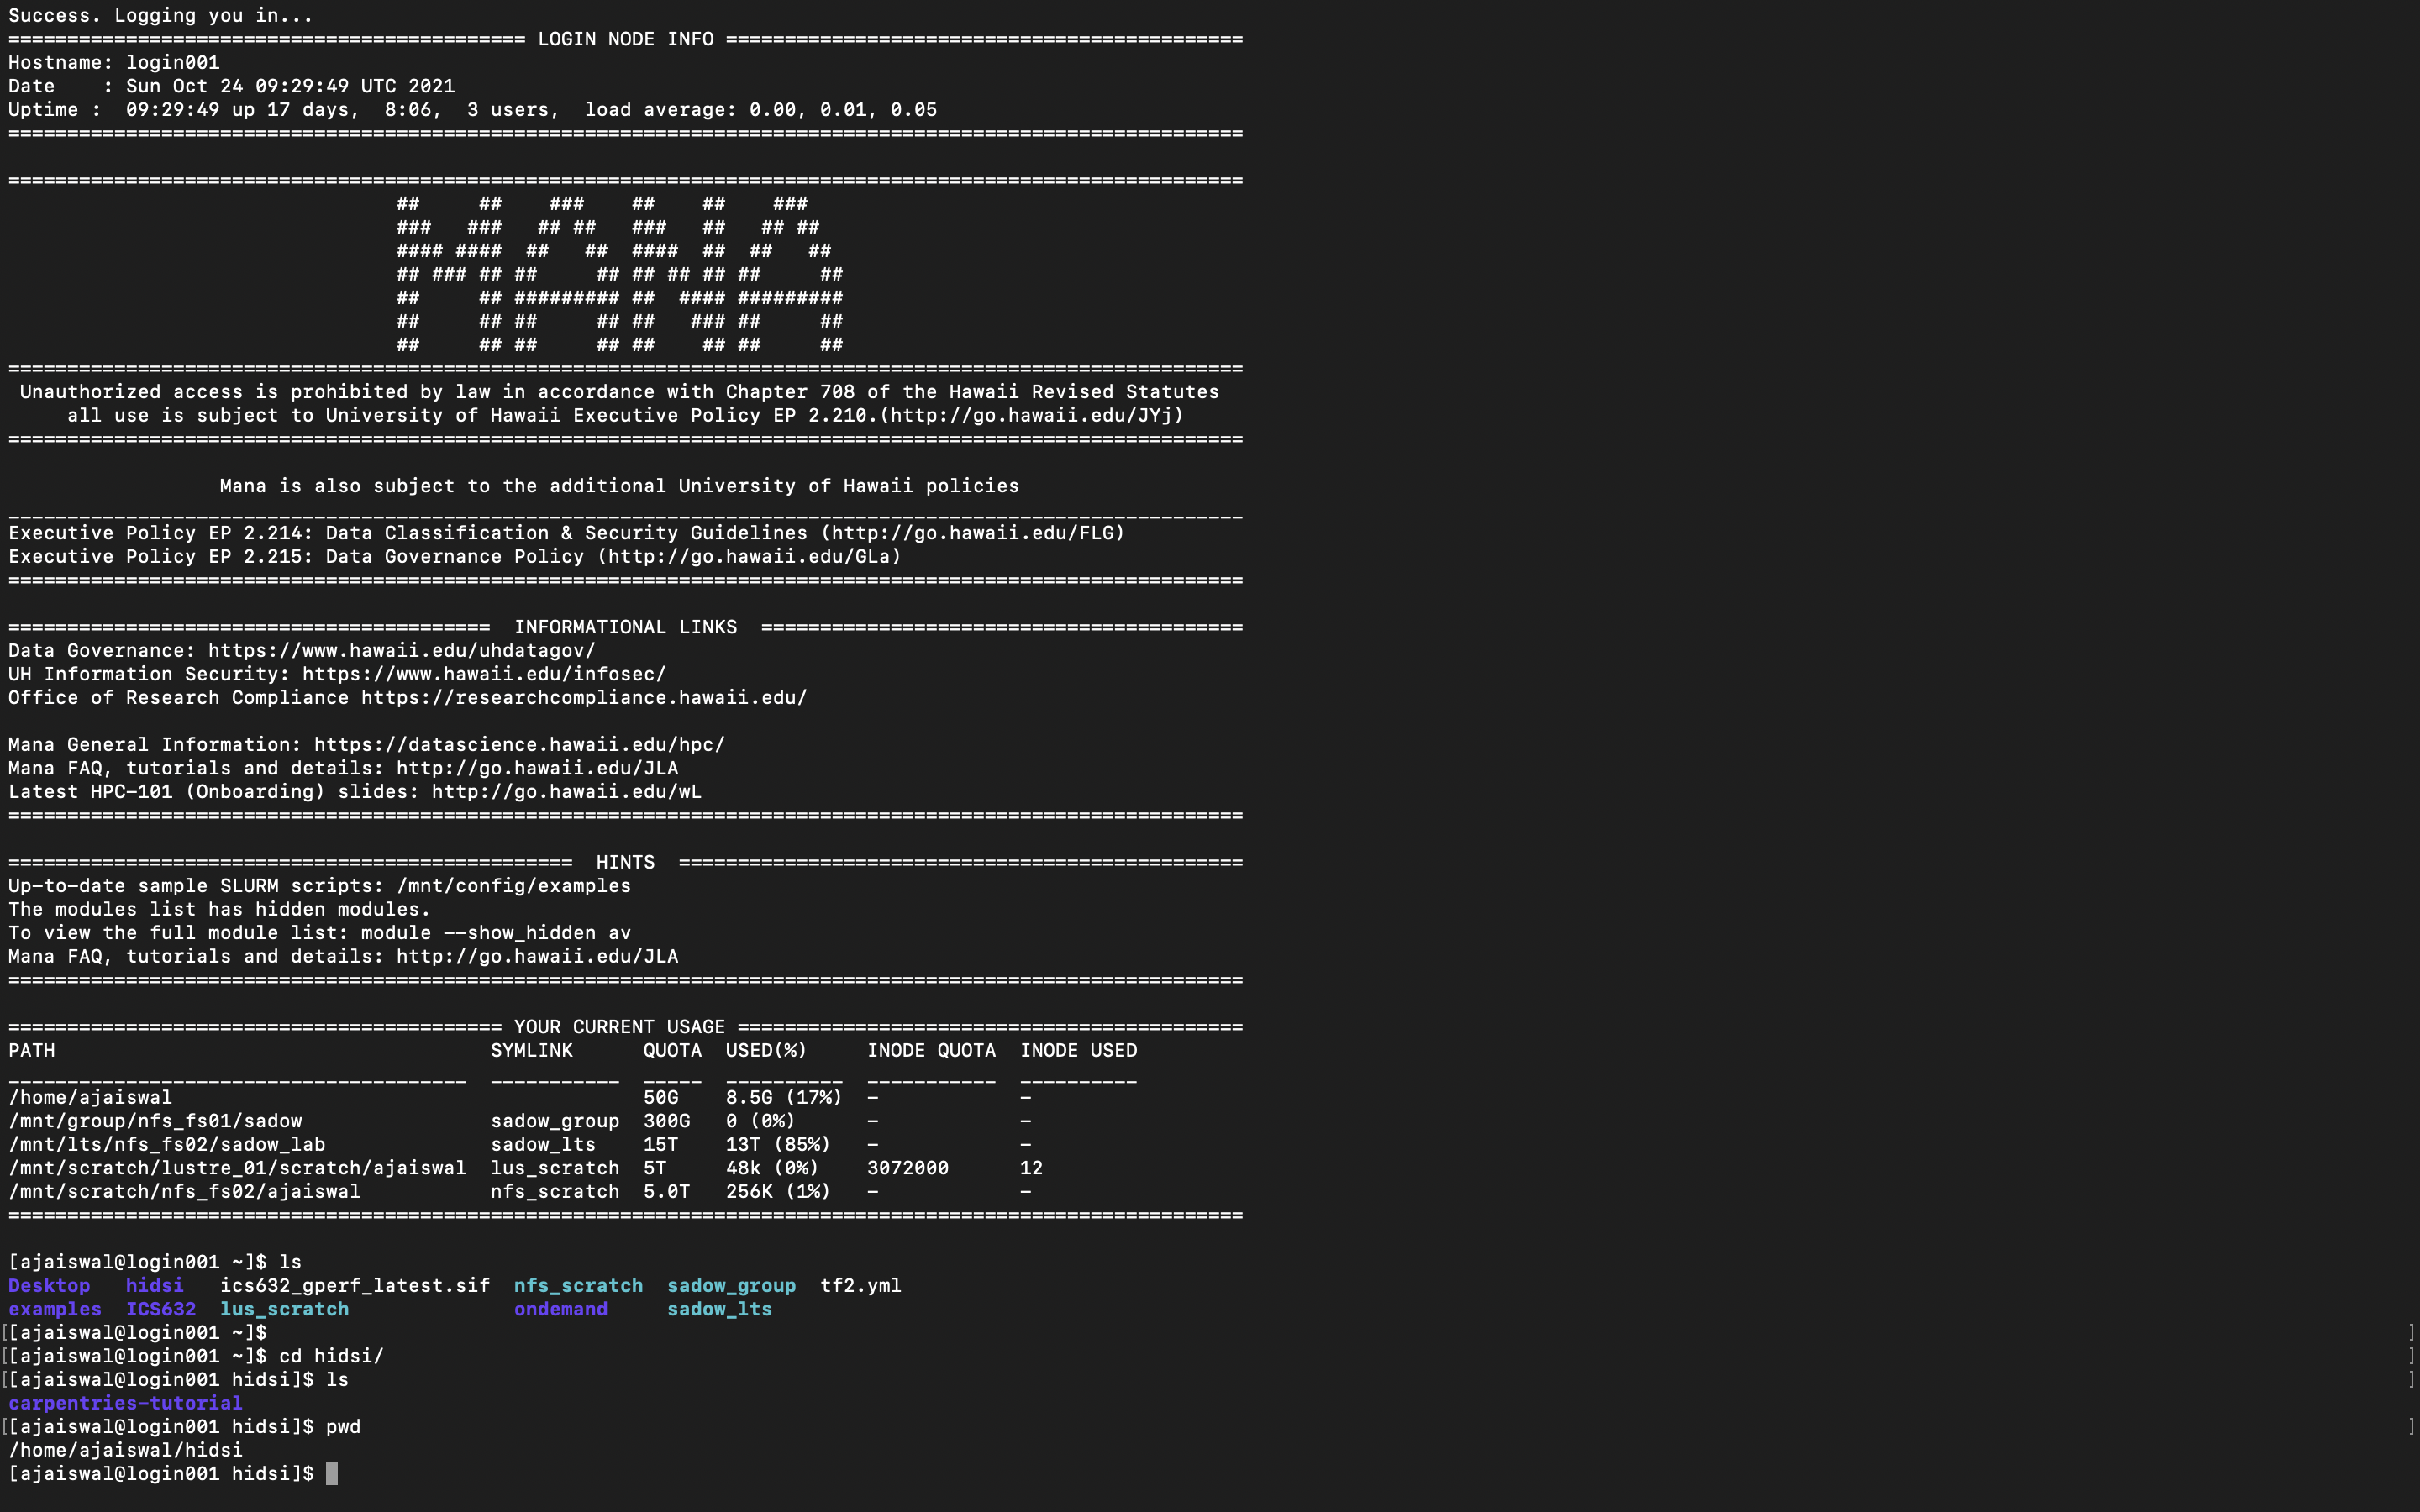 Success. Logging you in...
============================================ LOGIN NODE INFO ============================================
Hostname: login001
Date    : Sun Oct 24 09:29:49 UTC 2021
Uptime :  09:29:49 up 17 days,  8:06,  3 users,  load average: 0.00, 0.01, 0.05
=========================================================================================================

=========================================================================================================
                                 ##     ##    ###    ##    ##    ###
                                 ###   ###   ## ##   ###   ##   ## ##
                                 #### ####  ##   ##  ####  ##  ##   ##
                                 ## ### ## ##     ## ## ## ## ##     ##
                                 ##     ## ######### ##  #### #########
                                 ##     ## ##     ## ##   ### ##     ##
                                 ##     ## ##     ## ##    ## ##     ##
=========================================================================================================
 Unauthorized access is prohibited by law in accordance with Chapter 708 of the Hawaii Revised Statutes
     all use is subject to University of Hawaii Executive Policy EP 2.210.(http://go.hawaii.edu/JYj)
=========================================================================================================

                  Mana is also subject to the additional University of Hawaii policies
_________________________________________________________________________________________________________
Executive Policy EP 2.214: Data Classification & Security Guidelines (http://go.hawaii.edu/FLG)
Executive Policy EP 2.215: Data Governance Policy (http://go.hawaii.edu/GLa)
=========================================================================================================

=========================================  INFORMATIONAL LINKS  =========================================
Data Governance: https://www.hawaii.edu/uhdatagov/
UH Information Security: https://www.hawaii.edu/infosec/
Office of Research Compliance https://researchcompliance.hawaii.edu/

Mana General Information: https://datascience.hawaii.edu/hpc/
Mana FAQ, tutorials and details: http://go.hawaii.edu/JLA
Latest HPC-101 (Onboarding) slides: http://go.hawaii.edu/wL
=========================================================================================================

================================================  HINTS  ================================================
Up-to-date sample SLURM scripts: /mnt/config/examples
The modules list has hidden modules.
To view the full module list: module --show_hidden av
Mana FAQ, tutorials and details: http://go.hawaii.edu/JLA
=========================================================================================================

========================================== YOUR CURRENT USAGE ===========================================
PATH                                     SYMLINK      QUOTA  USED(%)     INODE QUOTA  INODE USED
_______________________________________  ___________  _____  __________  ___________  __________
/home/ajaiswal                                        50G    8.5G (17%)  -            -
/mnt/group/nfs_fs01/sadow                sadow_group  300G   0 (0%)      -            -
/mnt/lts/nfs_fs02/sadow_lab              sadow_lts    15T    13T (85%)   -            -
/mnt/scratch/lustre_01/scratch/ajaiswal  lus_scratch  5T     48k (0%)    3072000      12
/mnt/scratch/nfs_fs02/ajaiswal           nfs_scratch  5.0T   256K (1%)   -            -
=========================================================================================================

[ajaiswal@login001 ~]$ ls
Desktop   hidsi   ics632_gperf_latest.sif  nfs_scratch  sadow_group  tf2.yml
examples  ICS632  lus_scratch              ondemand     sadow_lts
[[ajaiswal@login001 ~]$ ]
[[ajaiswal@login001 ~]$ cd hidsi/ ]
[[ajaiswal@login001 hidsi]$ ls ]
carpentries-tutorial
[[ajaiswal@login001 hidsi]$ pwd ]
/home/ajaiswal/hidsi
[ajaiswal@login001 hidsi]$